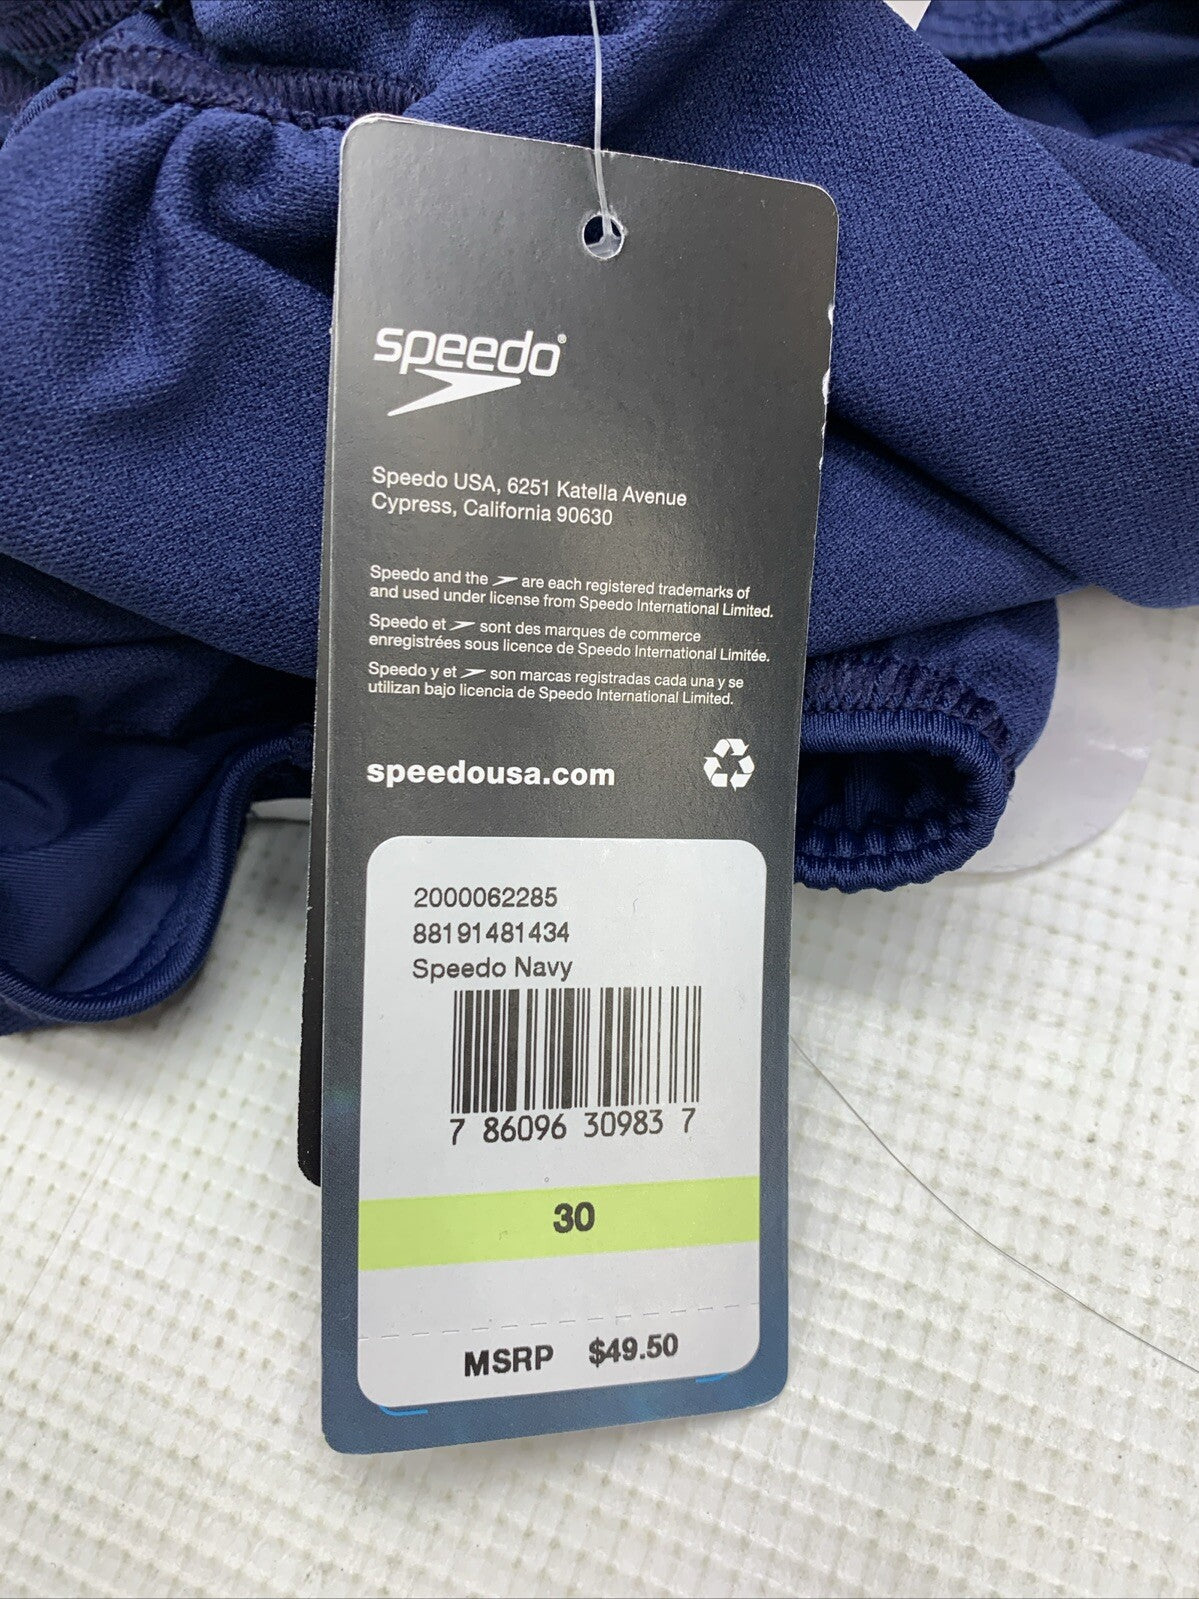 speedo®
Speedo USA, 6251 Katella Avenue
Cypress, California 90630
Speedo and the are each registered trademarks of
and used under license from Speedo International Limited.
Speedo et sont des marques de commerce
enregistrées sous licence de Speedo International Limitée.
Speedo y et son marcas registradas cada una y se
utilizan bajo licencia de Speedo International Limited.
speedousa.com
2000062285
88191481434
Speedo Navy
7 86096 30983 7
30
MSRP $49.50